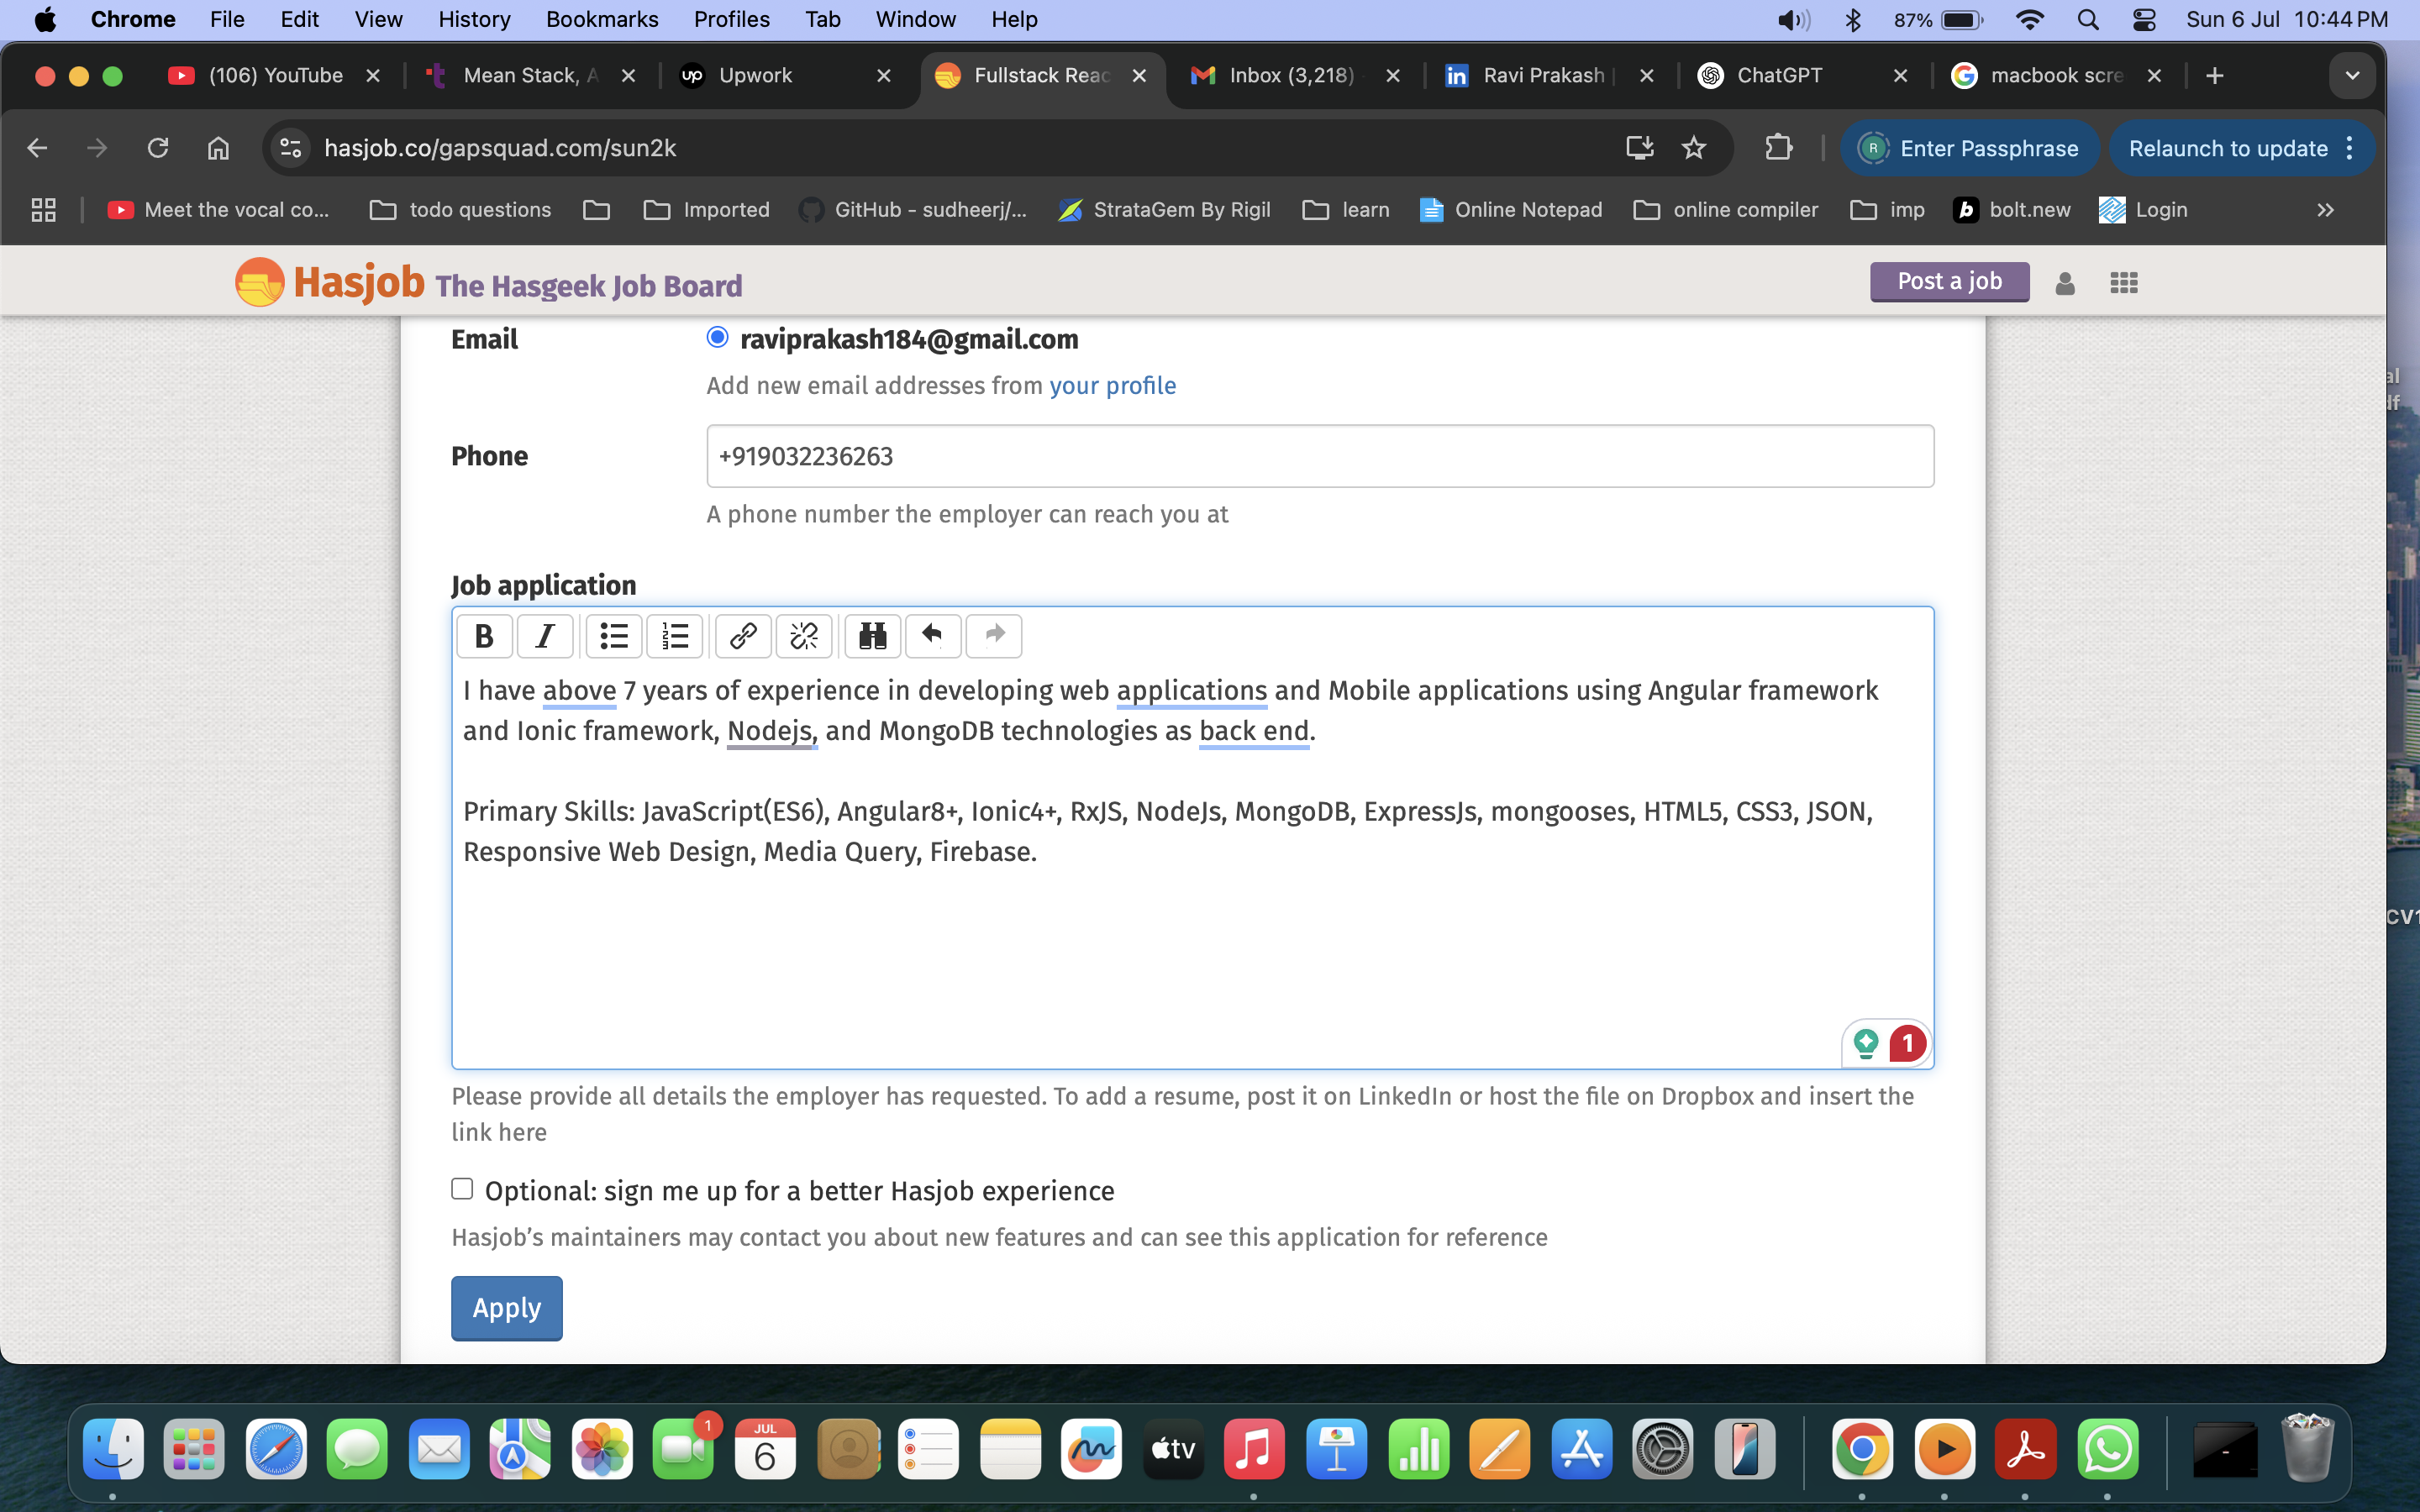 Chrome File Edit View History Bookmarks Profiles Tab Window Help 87% Sun 6 Jul 10:44 PM
(106) YouTube Mean Stack, A Upwork Fullstack Reac Inbox (3,218) Ravi Prakash | ChatGPT macbook scre
hasjob.co/gapsquad.com/sun2k R Enter Passphrase Relaunch to update
Meet the vocal co... todo questions Imported GitHub - sudheerj/... StrataGem By Rigil learn Online Notepad online compiler imp bolt.new Login
Hasjob The Hasgeek Job Board Post a job
Email raviprakash184@gmail.com
Add new email addresses from your profile
Phone +919032236263
A phone number the employer can reach you at
Job application
B I
I have above 7 years of experience in developing web applications and Mobile applications using Angular framework
and Ionic framework, Nodejs, and MongoDB technologies as back end.
Primary Skills: JavaScript(ES6), Angular8+, Ionic4+, RxJS, NodeJs, MongoDB, ExpressJs, mongooses, HTML5, CSS3, JSON,
Responsive Web Design, Media Query, Firebase.
1
Please provide all details the employer has requested. To add a resume, post it on LinkedIn or host the file on Dropbox and insert the
link here
Optional: sign me up for a better Hasjob experience
Hasjob's maintainers may contact you about new features and can see this application for reference
Apply
1
JUL
6
tv